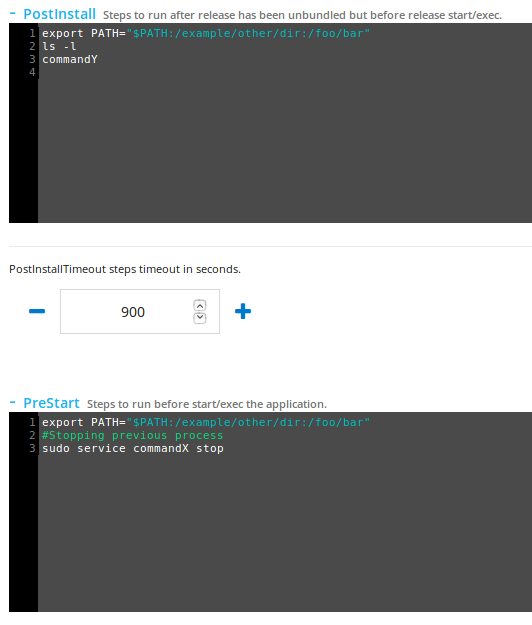 - PostInstall Steps to run after release has been unbundled but before release start/exec.
1 export PATH="$PATH:/example/other/dir:/foo/bar"
2 ls -l
3 commandY
4
PostInstallTimeout steps timeout in seconds.
900
- PreStart Steps to run before start/exec the application.
1 export PATH="$PATH:/example/other/dir:/foo/bar"
2 #Stopping previous process
3 sudo service commandX stop